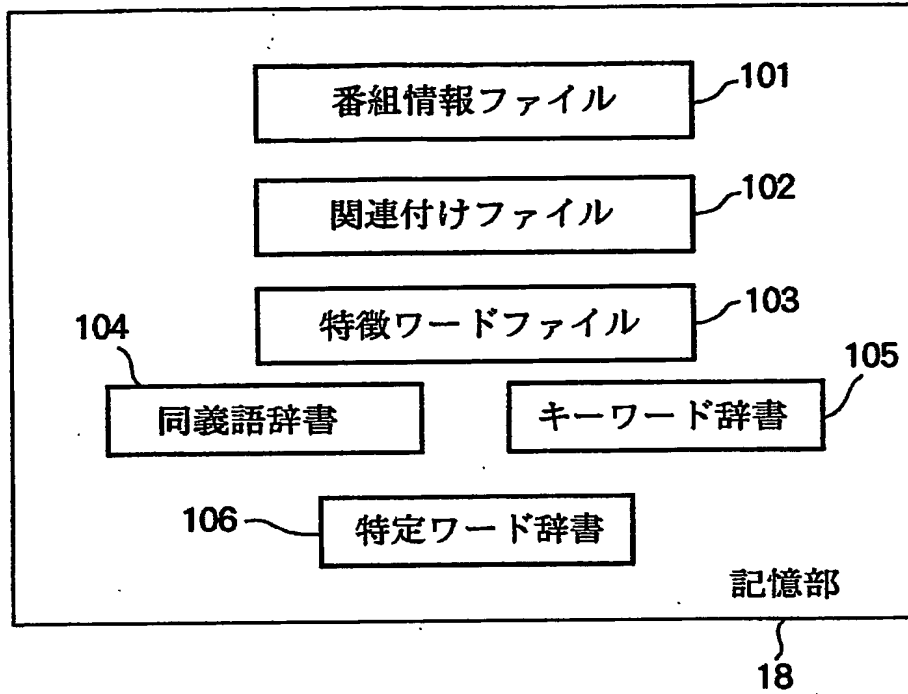 番組情報ファイル 101
関連付けファイル 102
特徴ワードファイル 103
104
同義語辞書
キーワード辞書 105
106 特定ワード辞書
記憶部
18